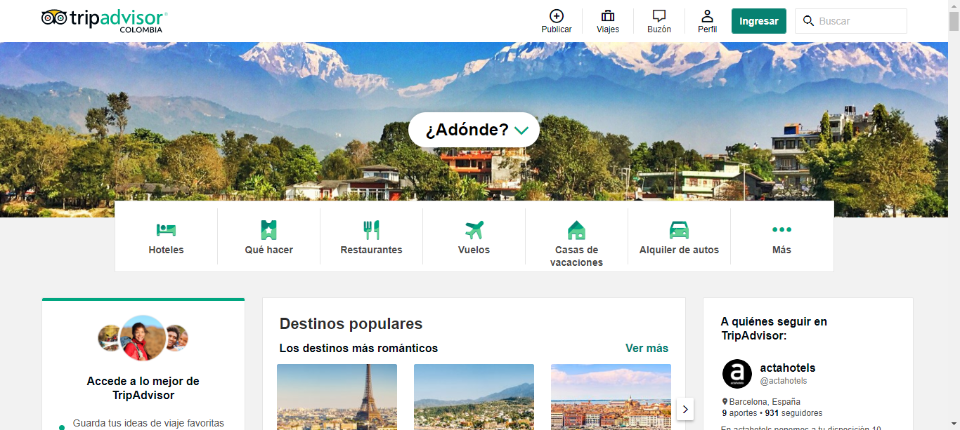 tripadvisor
COLOMBIA
Publicar
Viajes
Buzón
Perfil
Ingresar
Buscar
¿Adónde?
Hoteles
Qué hacer
Restaurantes
Vuelos
Casas de
vacaciones
Alquiler de autos
Más
Accede a lo mejor de
TripAdvisor
Guarda tus ideas de viaje favoritas
Destinos populares
Los destinos más románticos
Ver más
A quiénes seguir en
TripAdvisor:
a
actahotels
actahotels
@actahotels
Barcelona, España
9 aportes • 931 seguidores
En actahotels ponemos a tu disposición 10